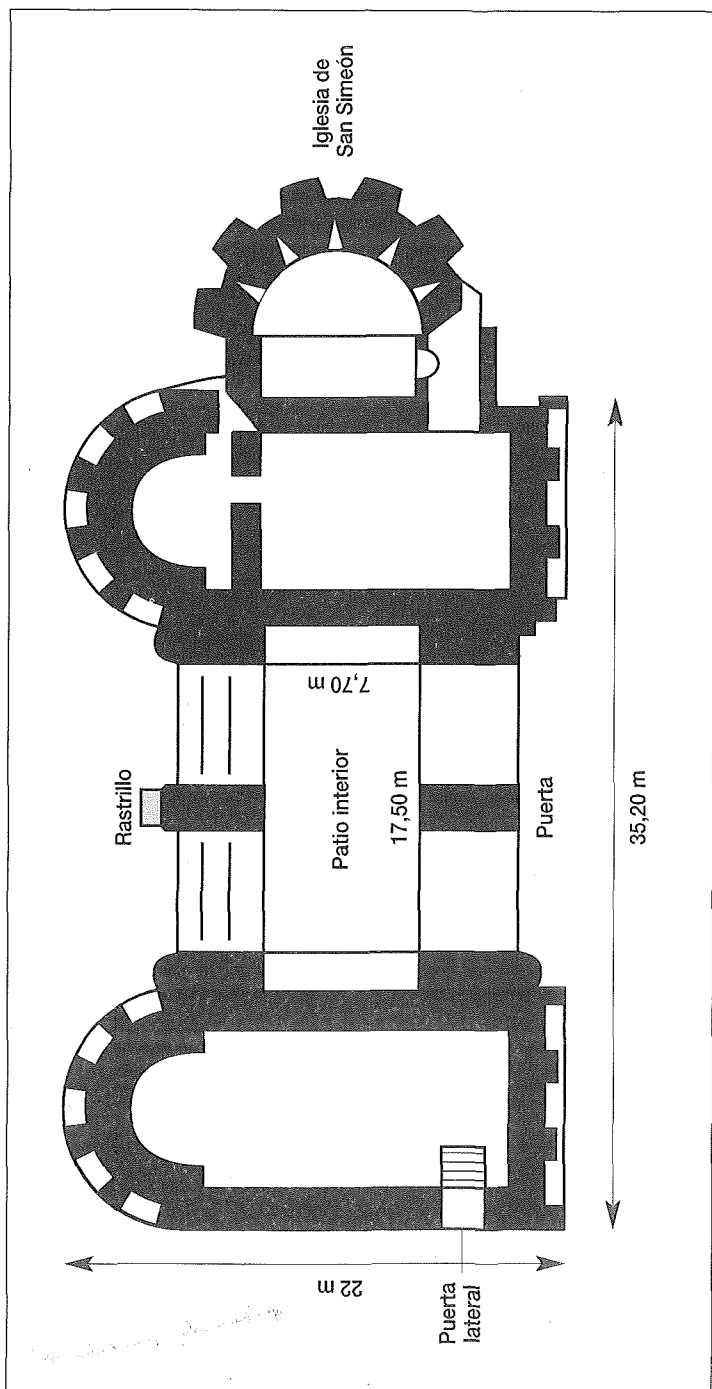 Iglesia de
San Simeón
Rastrillo
Patio interior
7,70 m
17,50 m
Puerta
35,20 m
22 m
Puerta
lateral